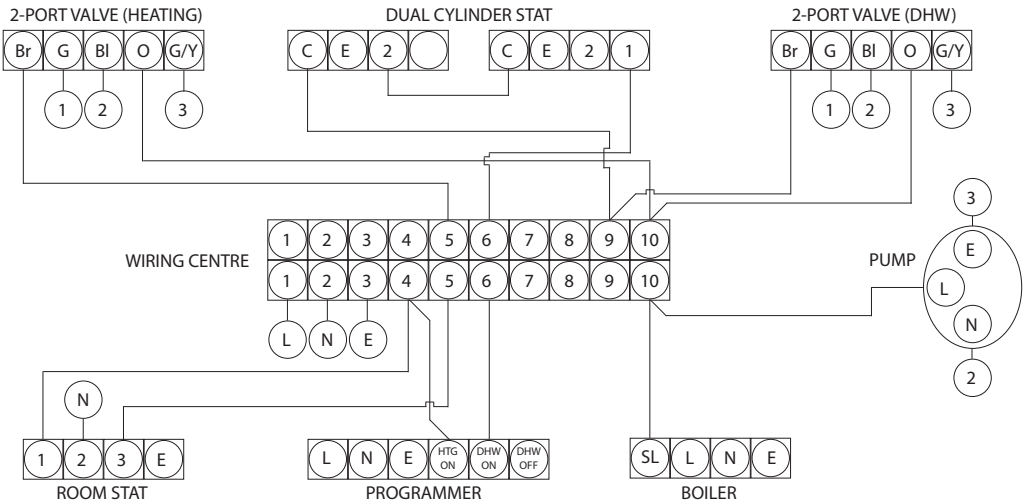 2-PORT VALVE (HEATING) DUAL CYLINDER STAT 2-PORT VALVE (DHW)
Br G Bl O G/Y C E 2 C E 2 1 Br G Bl O G/Y
1 2 3 1 2 3
3
1 2 3 4 5 6 7 8 9 10 E
WIRING CENTRE PUMP
1 2 3 4 5 6 7 8 9 10 L
L N E N
N 2
1 2 3 E L N E HTG ON DHW ON DHW OFF SL L N E
ROOM STAT PROGRAMMER BOILER